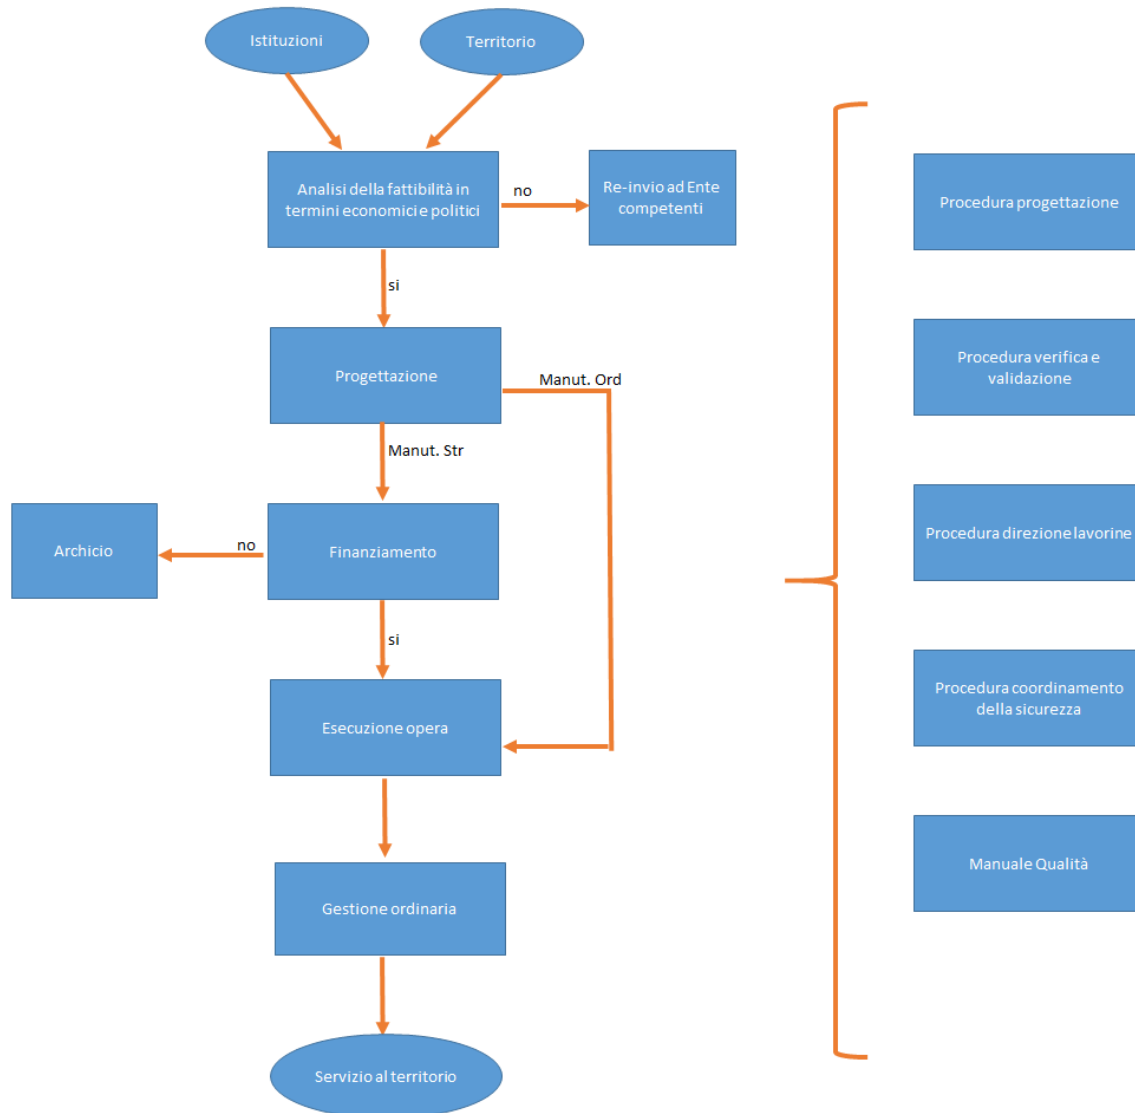 Istituzioni
Territorio
Analisi della fattibilità in
termini economici e politici
no
Re-invio ad Ente
competenti
si
Progettazione
Manut. Ord
Manut. Str
Archicio
no
Finanziamento
si
Esecuzione opera
Gestione ordinaria
Servizio al territorio
Procedura progettazione
Procedura verifica e
validazione
Procedura direzione lavorine
Procedura coordinamento
della sicurezza
Manuale Qualità